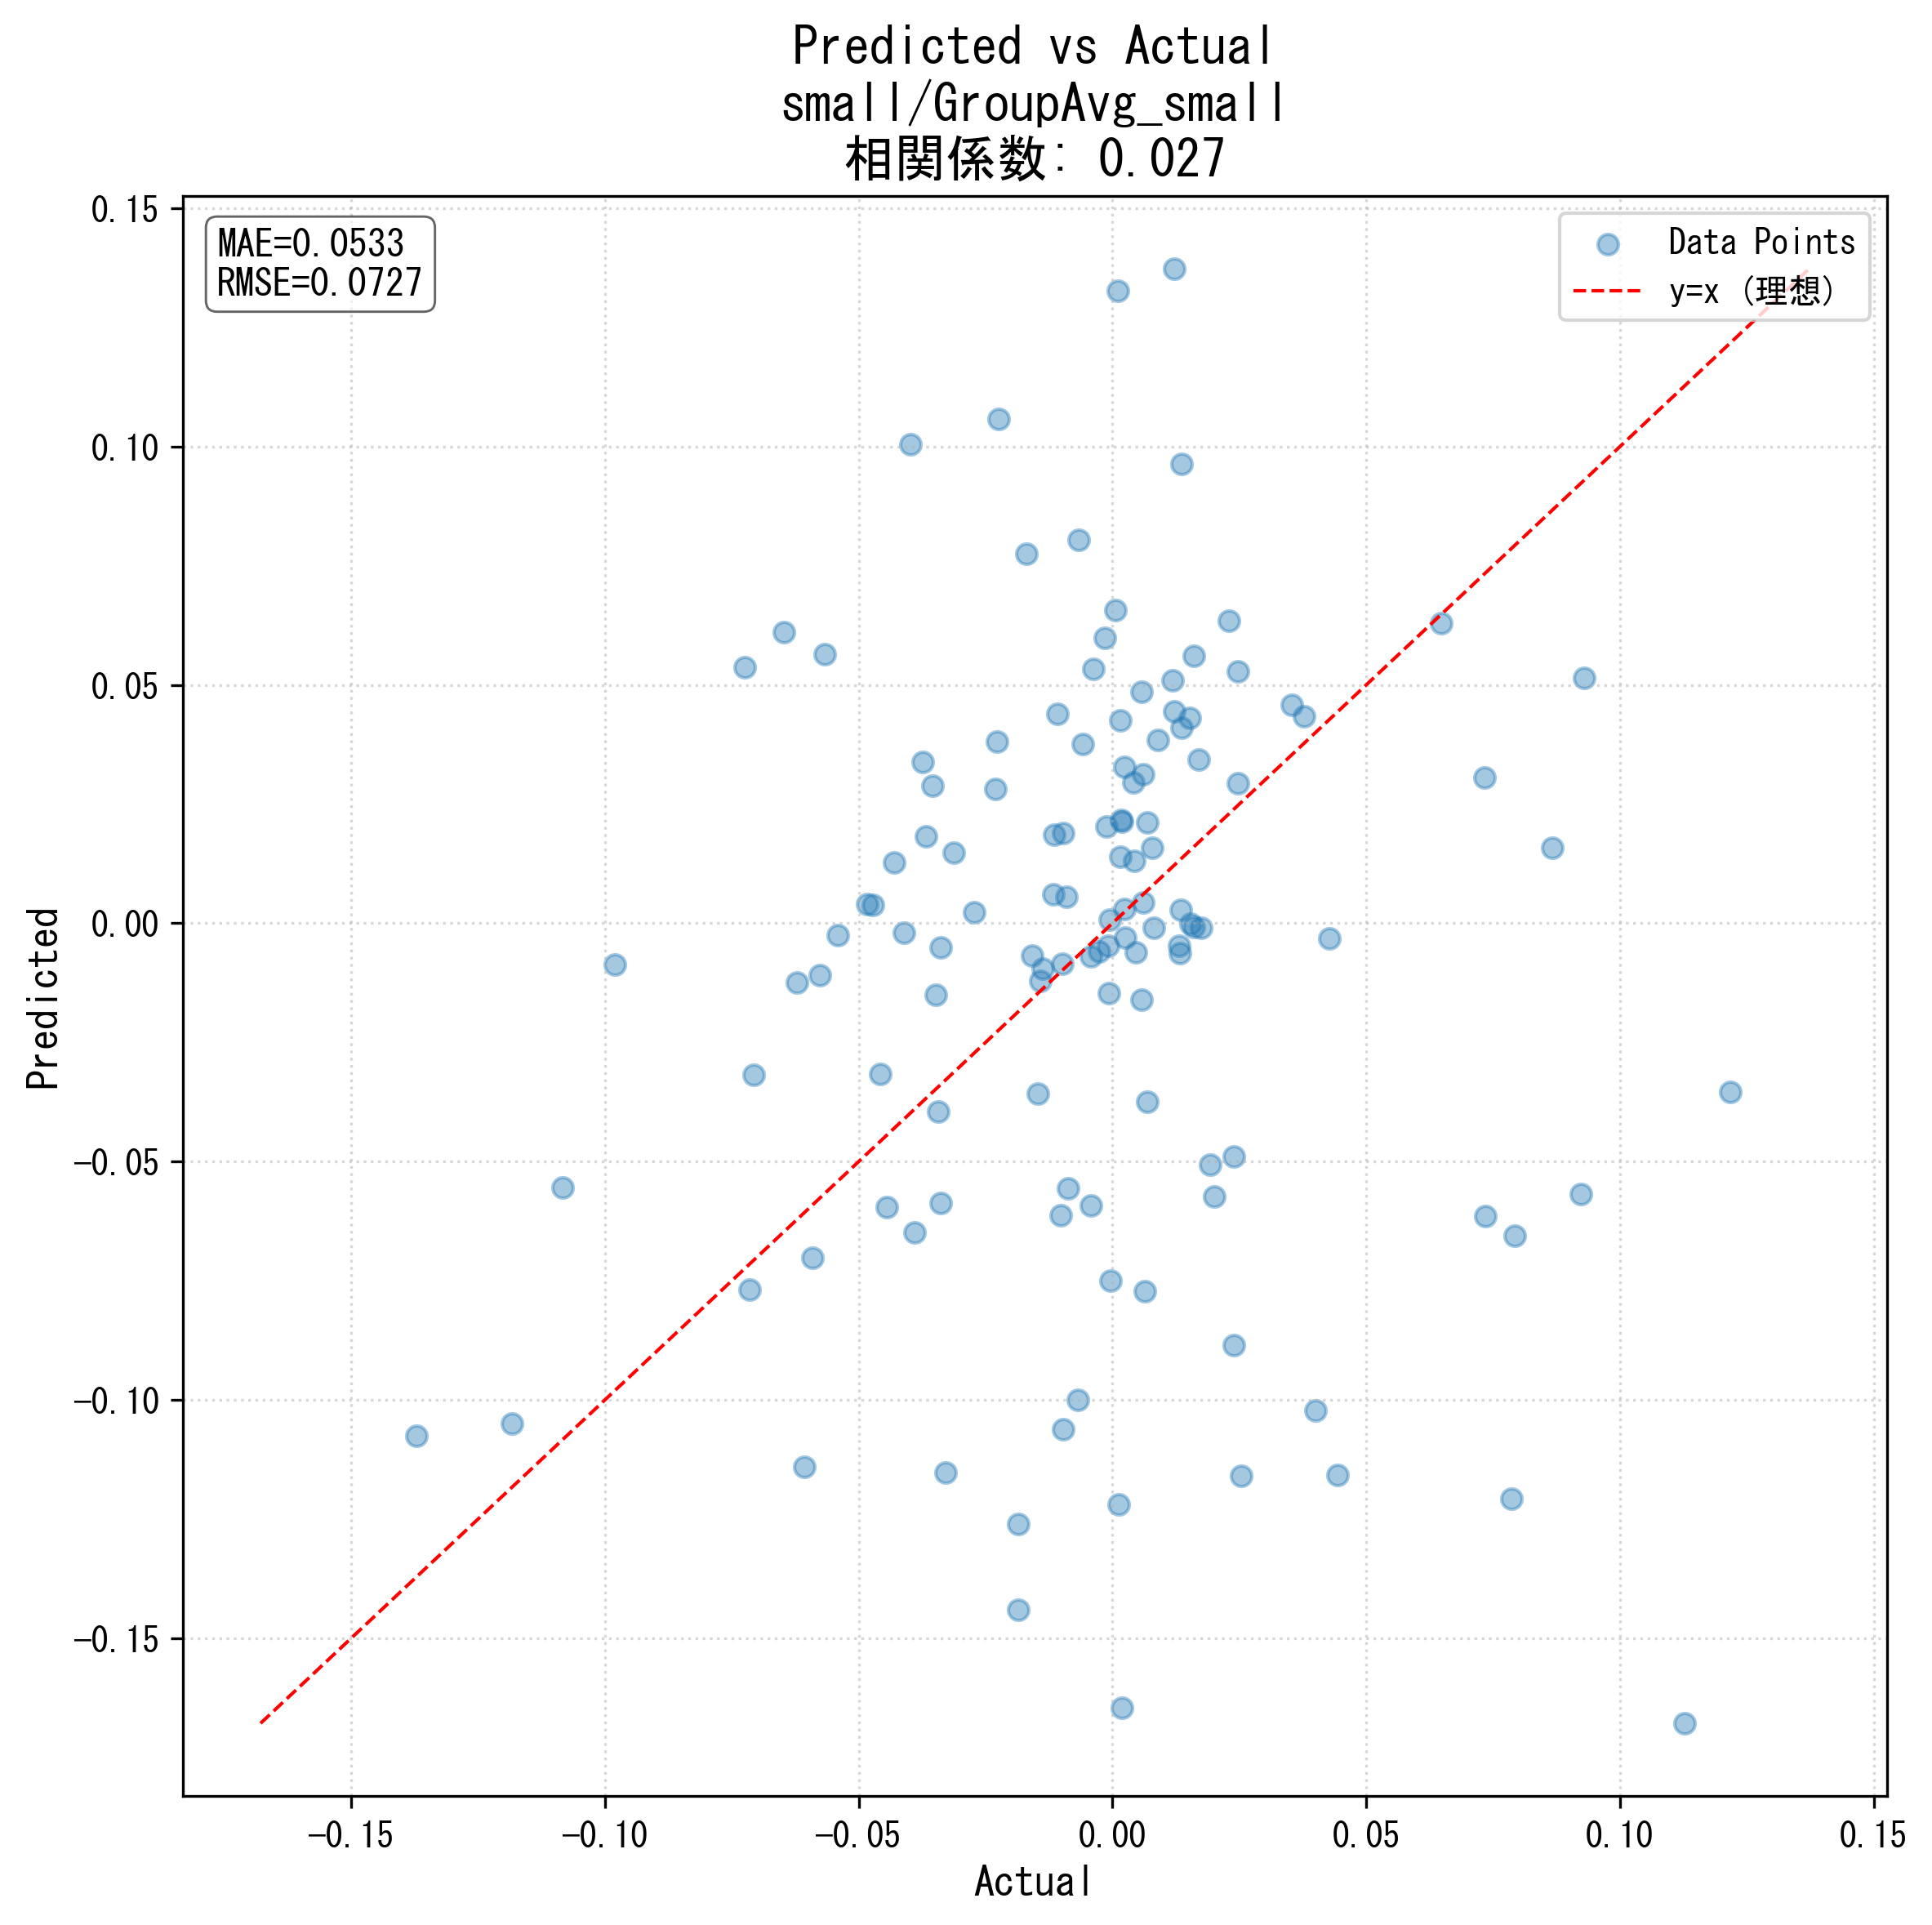 Predicted vs Actual
small/GroupAvg_small
相関係数: 0.027
MAE=0.0533
RMSE=0.0727
Data Points
y=x (理想)
0.15
0.10
0.05
0.00
-0.05
-0.10
-0.15
Predicted
-0.15
-0.10
-0.05
0.00
0.05
0.10
0.15
Actual